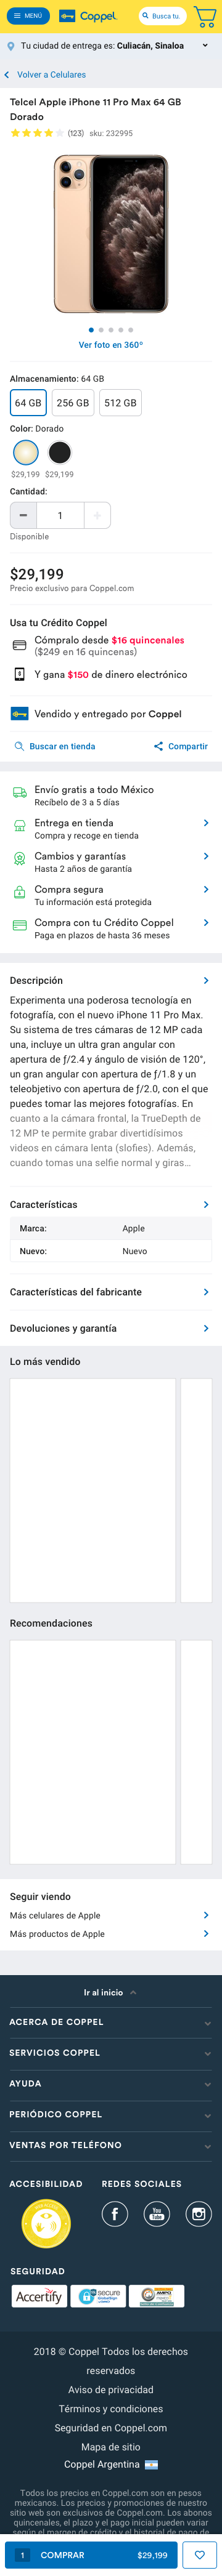 MENÚ
Coppel.
Busca tu.
Tu ciudad de entrega es: Culiacán, Sinaloa
Volver a Celulares
Telcel Apple iPhone 11 Pro Max 64 GB
Dorado
(123) sku: 232995
Ver foto en 360º
Almacenamiento: 64 GB
64 GB 256 GB 512 GB
Color: Dorado
$29,199 $29,199
Cantidad:
1
Disponible
$29,199
Precio exclusivo para Coppel.com
Usa tu Crédito Coppel
Cómpralo desde $16 quincenales
($249 en 16 quincenas)
Y gana $150 de dinero electrónico
Vendido y entregado por Coppel
Buscar en tienda Compartir
Envío gratis a todo México
Recíbelo de 3 a 5 días
Entrega en tienda
Compra y recoge en tienda
Cambios y garantías
Hasta 2 años de garantía
Compra segura
Tu información está protegida
Compra con tu Crédito Coppel
Paga en plazos de hasta 36 meses
Descripción
Experimenta una poderosa tecnología en
fotografía, con el nuevo iPhone 11 Pro Max.
Su sistema de tres cámaras de 12 MP cada
una, incluye un ultra gran angular con
apertura de ƒ/2.4 y ángulo de visión de 120°,
un gran angular con apertura de ƒ/1.8 y un
teleobjetivo con apertura de ƒ/2.0, con el que
puedes tomar las mejores fotografías. En
cuanto a la cámara frontal, la TrueDepth de
12 MP te permite grabar divertidísimos
videos en cámara lenta (slofies). Además,
cuando tomas una selfie normal y giras...
Características
Marca: Apple
Nuevo: Nuevo
Características del fabricante
Devoluciones y garantía
Lo más vendido
Recomendaciones
Seguir viendo
Más celulares de Apple
Más productos de Apple
Ir al inicio
ACERCA DE COPPEL
SERVICIOS COPPEL
AYUDA
PERIÓDICO COPPEL
VENTAS POR TELÉFONO
ACCESIBILIDAD REDES SOCIALES
You Tube
SEGURIDAD
Accertify secure
2018 © Coppel Todos los derechos
reservados
Aviso de privacidad
Términos y condiciones
Seguridad en Coppel.com
Mapa de sitio
Coppel Argentina
Todos los precios en Coppel.com son en pesos
mexicanos. Los precios y promociones de nuestro
sitio web son exclusivos de Coppel.com. Los abonos
quincenales, el total y el pago inicial pueden variar
según el margen de crédito y el historial de pago de
1 COMPRAR $29,199